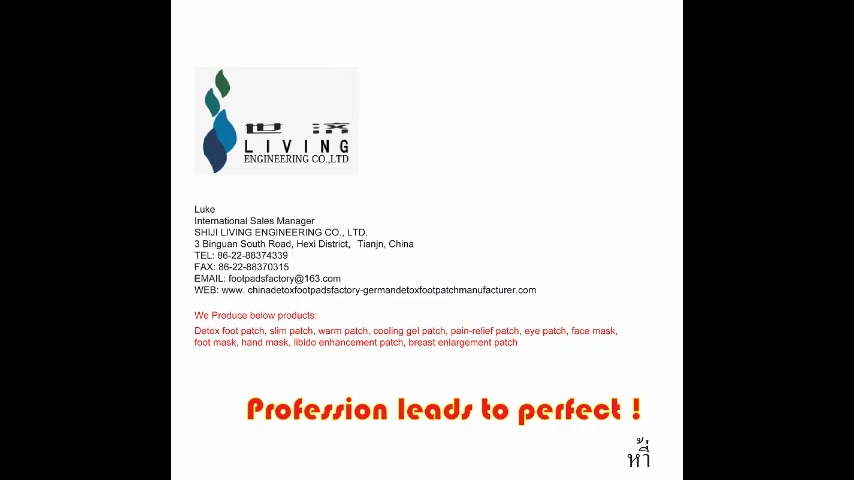 世 济
LIVING
ENGINEERING CO.,LTD
Luke
International Sales Manager
SHIJI LIVING ENGINEERING CO., LTD.
3 Binguan South Road, Hexi District, Tianjn, China
TEL: 86-22-88374339
FAX: 86-22-88370315
EMAIL: footpadsfactory@163.com
WEB: www. chinadetoxfootpadsfactory-germandetoxfootpatchmanufacturer.com
We Produce below products:
Detox foot patch, slim patch, warm patch, cooling gel patch, pain-relief patch, eye patch, face mask,
foot mask, hand mask, libido enhancement patch, breast enlargement patch
Profession leads to perfect !